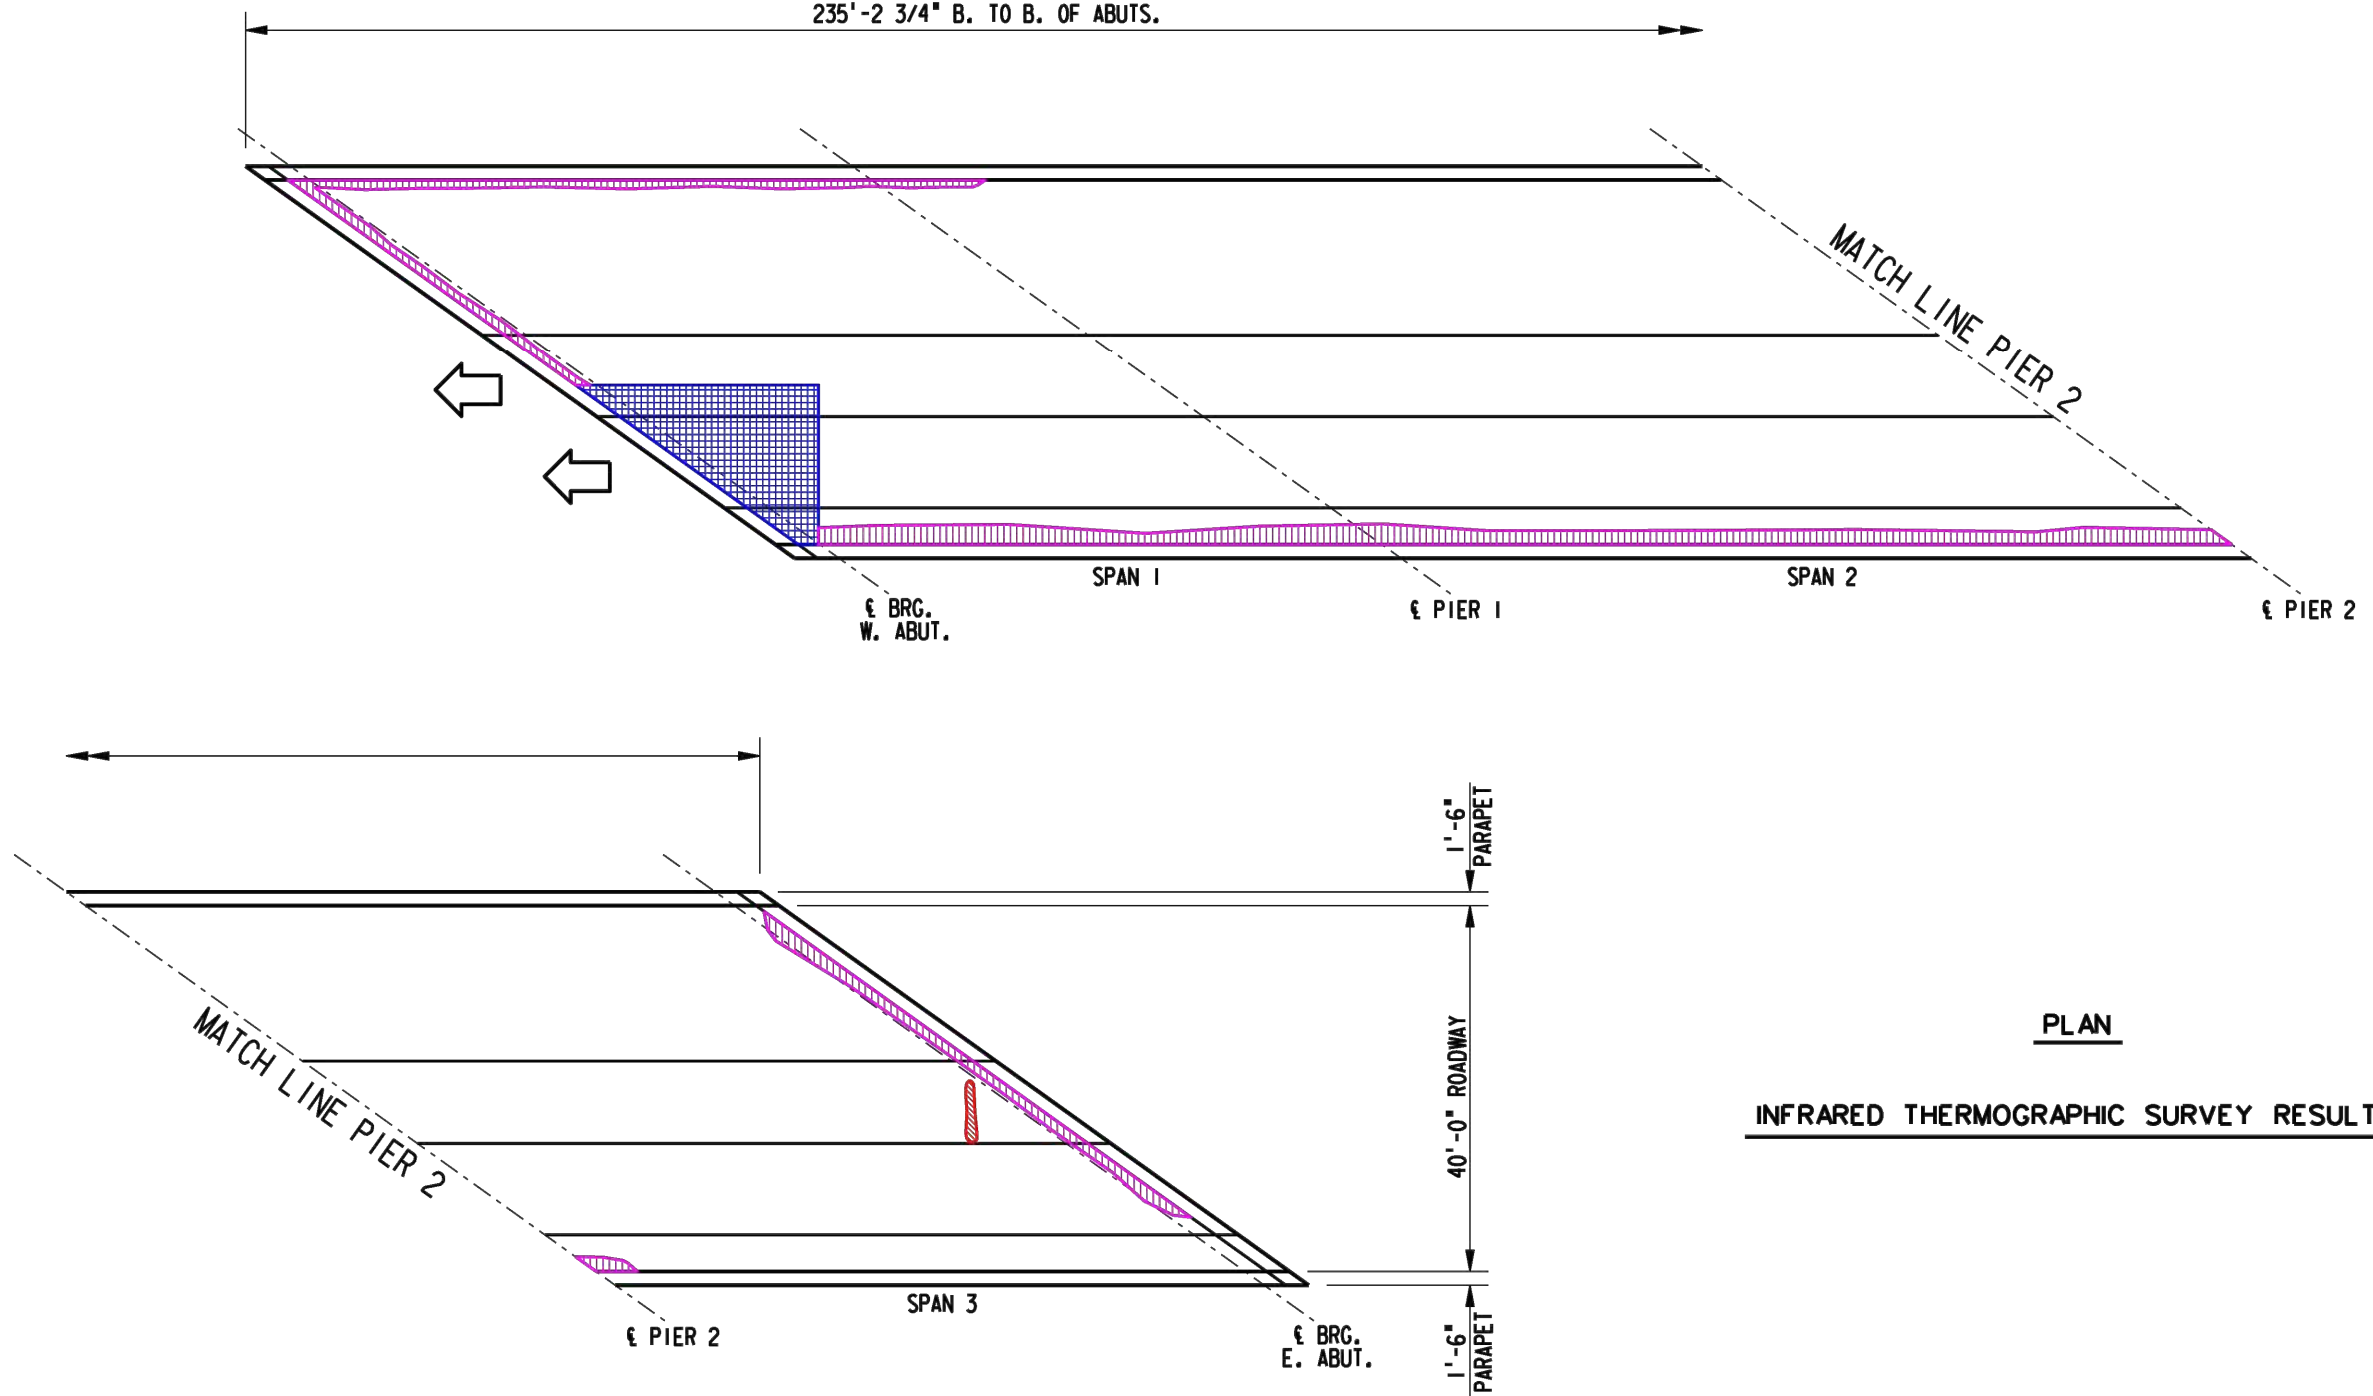 235'-2 3/4" B. TO B. OF ABUTS.
MATCH LINE PIER 2
SPAN 1
SPAN 2
℄ BRG.
W. ABUT.
℄ PIER 1
℄ PIER 2
1'-6"
PARAPET
MATCH LINE PIER 2
40'-0" ROADWAY
PLAN
INFRARED THERMOGRAPHIC SURVEY RESULT
SPAN 3
℄ PIER 2
℄ BRG.
E. ABUT.
1'-6"
PARAPET